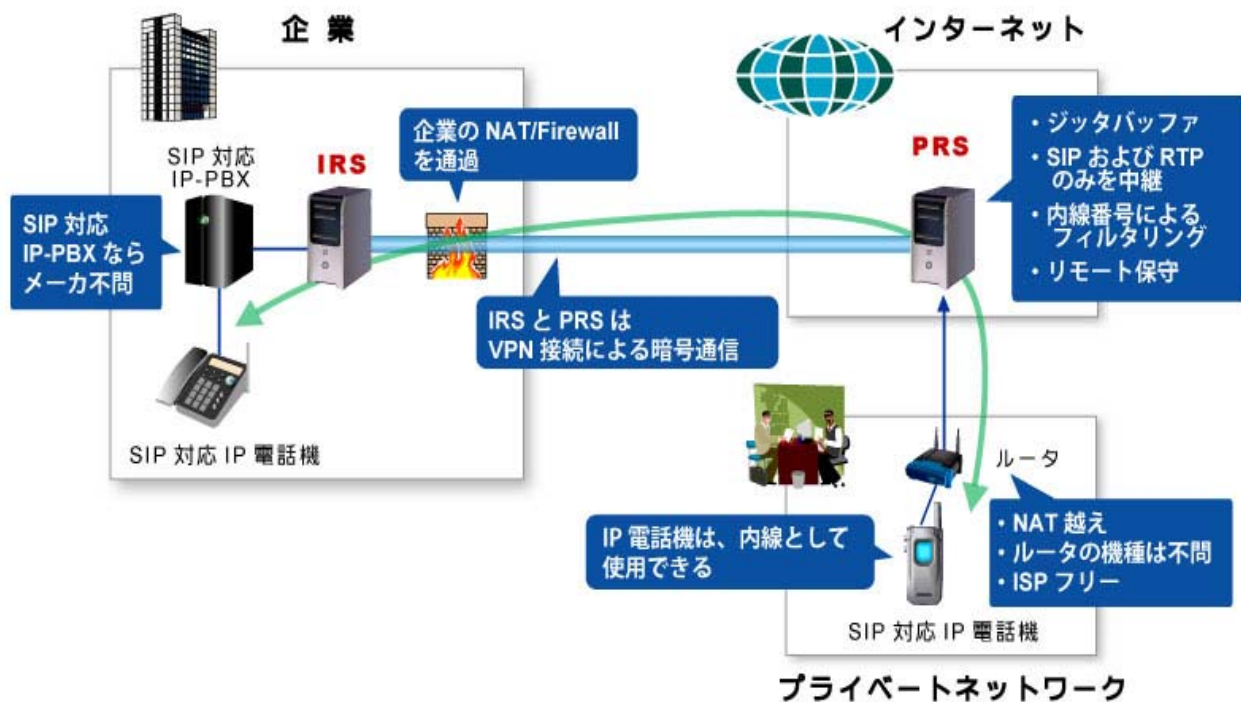 企業
インターネット
SIP 対応
IP-PBX
IRS
企業の NAT/Firewall
を通過
PRS
・ジッタバッファ
・SIP および RTP
のみを中継
・内線番号による
フィルタリング
・リモート保守
SIP 対応
IP-PBX なら
メーカ不問
IRS と PRS は
VPN 接続による暗号通信
SIP 対応 IP 電話機
ルータ
・NAT 越え
・ルータの機種は不問
・ISP フリー
IP 電話機は、内線として
使用できる
SIP 対応 IP 電話機
プライベートネットワーク